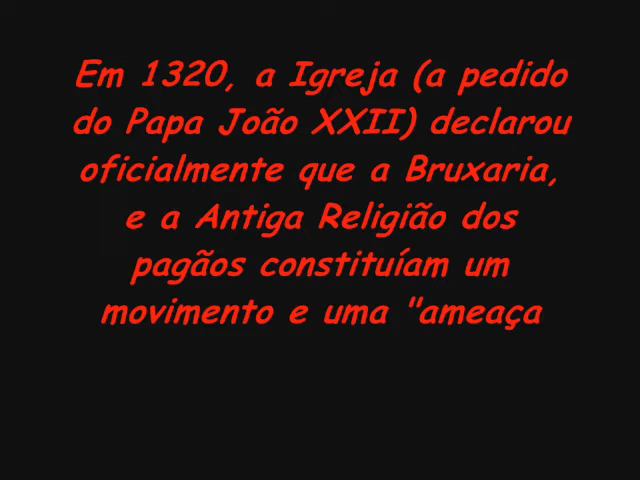 Em 1320, a Igreja (a pedido
do Papa João XXII) declarou
oficialmente que a Bruxaria,
e a Antiga Religião dos
pagãos constituíam um
movimento e uma "ameaça